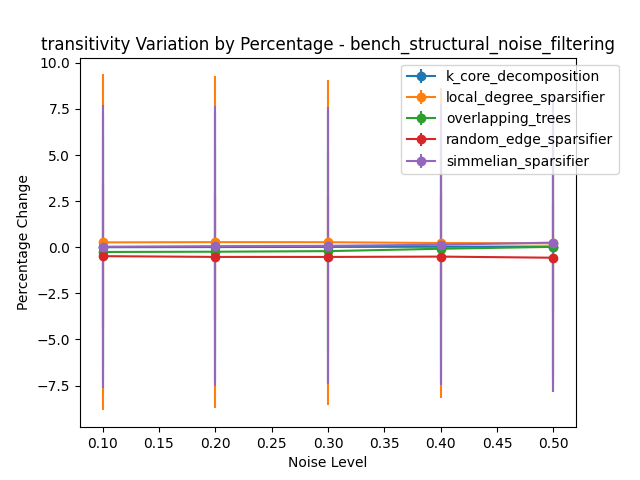 transitivity Variation by Percentage - bench_structural_noise_filtering
k_core_decomposition
local_degree_sparsifier
overlapping_trees
random_edge_sparsifier
simmelian_sparsifier
Percentage Change
10.0
7.5
5.0
2.5
0.0
−2.5
−5.0
−7.5
0.10
0.15
0.20
0.25
0.30
0.35
0.40
0.45
0.50
Noise Level